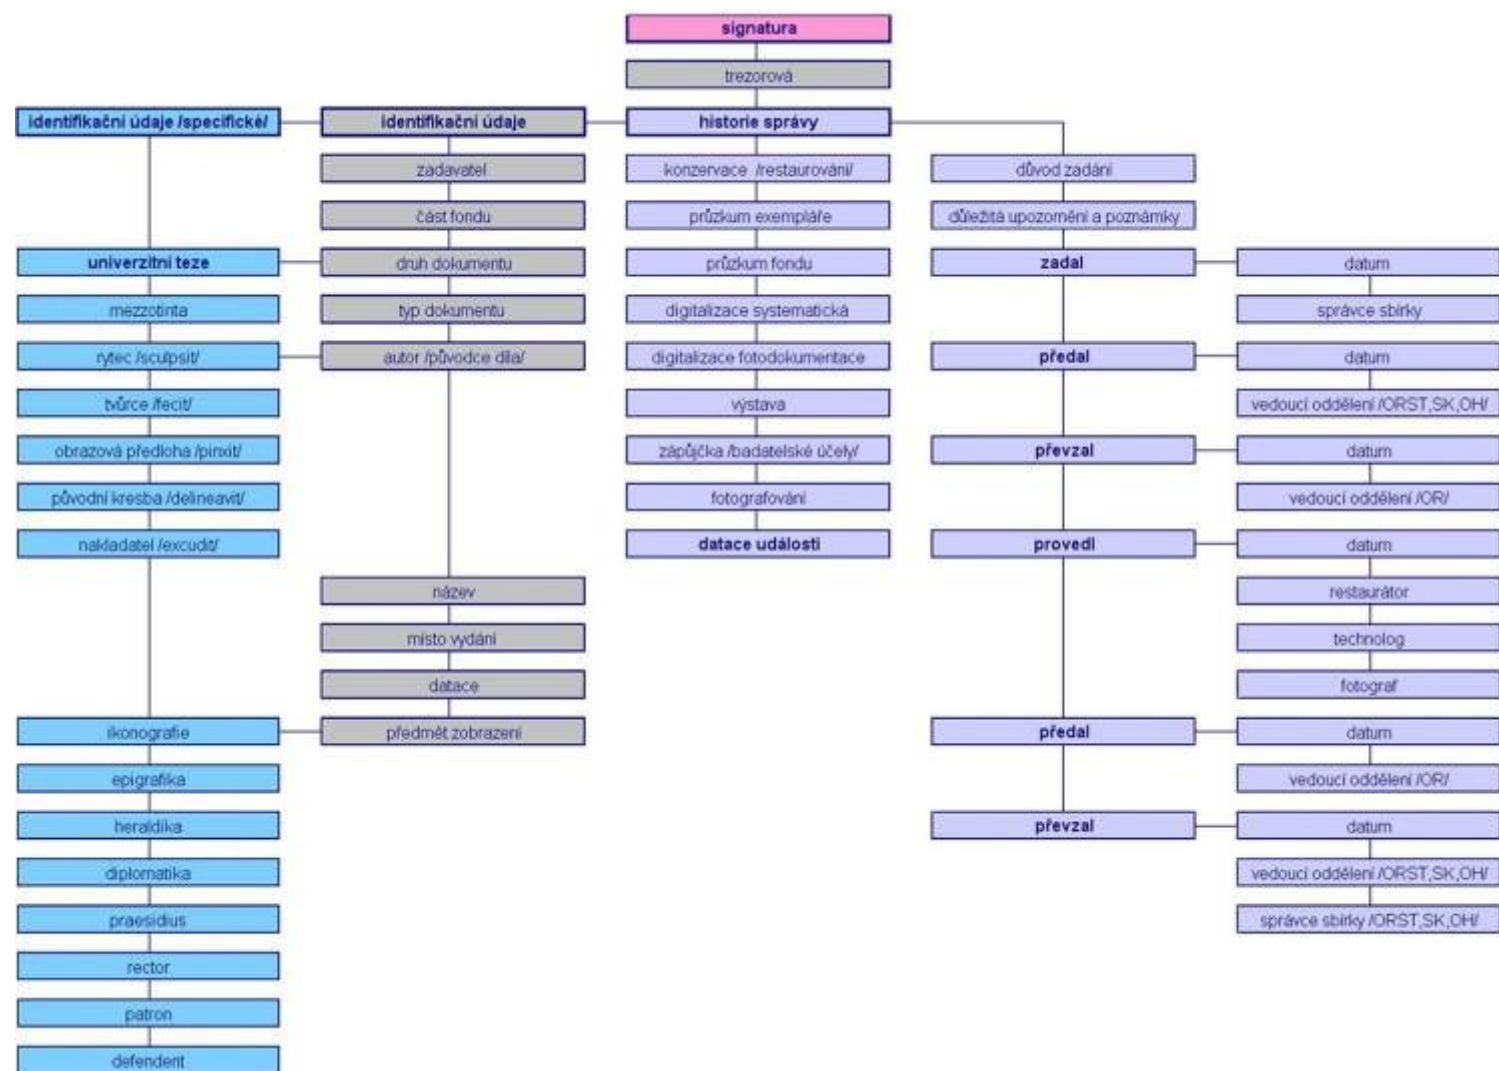 signatura
trezorová
identifikační údaje /specifické/
identifikační údaje
historie správy
zadavatel
konzervace /restaurování/
důvod zadání
část fondu
průzkum exempláře
důležitá upozornění a poznámky
univerzitní teze
druh dokumentu
průzkum fondu
zadal
datum
mezzotinta
typ dokumentu
digitalizace systematická
správce sbírky
rytec /sculpsit/
autor /původce díla/
digitalizace fotodokumentace
předal
datum
tvůrce /fecit/
výstava
vedoucí oddělení /ORST,SK,OH/
obrazová předloha /pinxit/
zápůjčka /badatelské účely/
převzal
datum
původní kresba /delineavit/
fotografování
vedoucí oddělení /OR/
nakladatel /excudit/
datace události
provedl
datum
název
restaurátor
místo vydání
technolog
datace
fotograf
ikonografie
předmět zobrazení
předal
datum
epigrafika
vedoucí oddělení /OR/
heraldika
převzal
datum
diplomatika
vedoucí oddělení /ORST,SK,OH/
praesidius
správce sbírky /ORST,SK,OH/
rector
patron
defendent